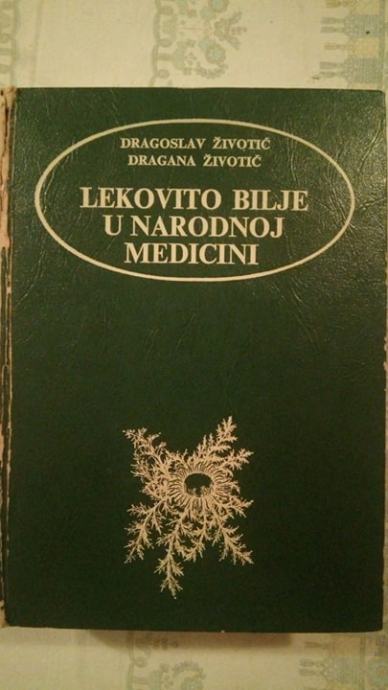 DRAGOSLAV ŽIVOTIĆ
DRAGANA ŽIVOTIĆ
LEKOVITO BILJE
U NARODNOJ
MEDICINI